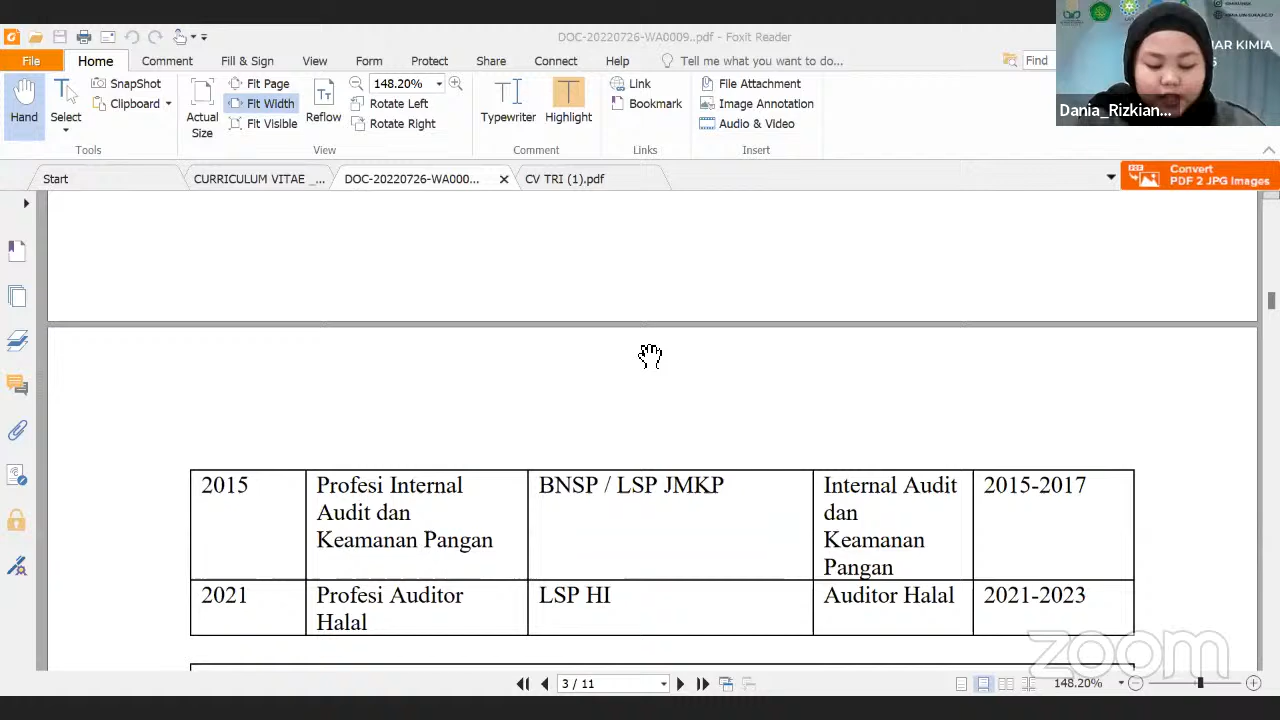 DOC-20220726-WA0009..pdf - Foxit Reader
File Home Comment Fill & Sign View Form Protect Share Connect Help Tell me what you want to do... Find
Hand
Select
SnapShot
Clipboard
Tools
Actual
Size
Fit Page
Fit Width
Fit Visible
Reflow
148.20%
Rotate Left
Rotate Right
View
Typewriter
Highlight
Comment
Link
Bookmark
Links
File Attachment
Image Annotation
Audio & Video
Insert
AR KIMIA
Dania_Rizkian...
Start
CURRICULUM VITAE _...
DOC-20220726-WA000...
CV TRI (1).pdf
Convert
PDF 2 JPG Images
2015
Profesi Internal
Audit dan
Keamanan Pangan
BNSP / LSP JMKP
Internal Audit
dan
Keamanan
Pangan
2015-2017
2021
Profesi Auditor
Halal
LSP HI
Auditor Halal
2021-2023
zoom
3 / 11
148.20%